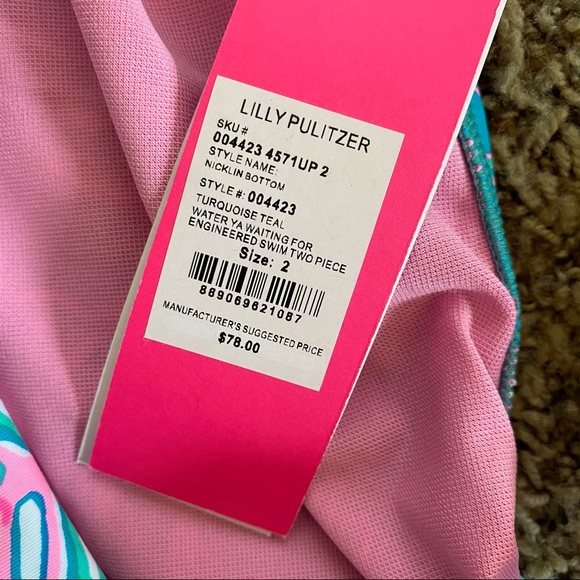 LILLY PULITZER
SKU #
004423 4571UP 2
STYLE NAME:
NICKLIN BOTTOM
STYLE #: 004423
TURQUOISE TEAL
WATER YA WAITING FOR
ENGINEERED SWIM TWO PIECE
Size: 2
889069621087
MANUFACTURER'S SUGGESTED PRICE
$78.00